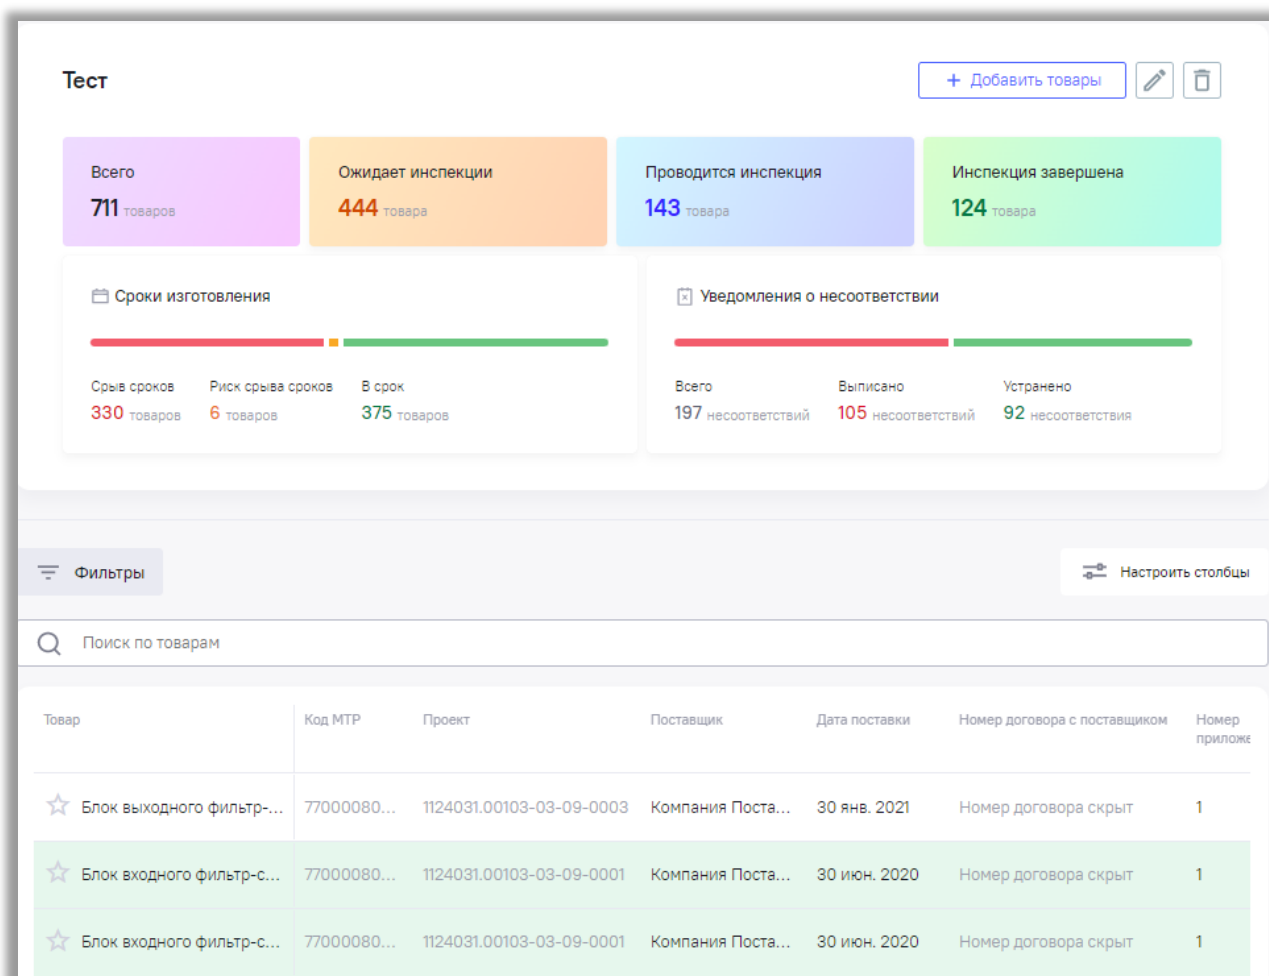 Тест
+ Добавить товары
Всего
711 товаров
Ожидает инспекции
444 товара
Проводится инспекция
143 товара
Инспекция завершена
124 товара
Сроки изготовления
Срыв сроков
330 товаров
Риск срыва сроков
6 товаров
В срок
375 товаров
Уведомления о несоответствии
Всего
197 несоответствий
Выписано
105 несоответствий
Устранено
92 несоответствия
Фильтры
Настроить столбцы
Поиск по товарам
Товар Код МТР Проект Поставщик Дата поставки Номер договора с поставщиком Номер
приложе
Блок выходного фильтр-... 77000080... 1124031.00103-03-09-0003 Компания Поста... 30 янв. 2021 Номер договора скрыт 1
Блок входного фильтр-с... 77000080... 1124031.00103-03-09-0001 Компания Поста... 30 июн. 2020 Номер договора скрыт 1
Блок входного фильтр-с... 77000080... 1124031.00103-03-09-0001 Компания Поста... 30 июн. 2020 Номер договора скрыт 1